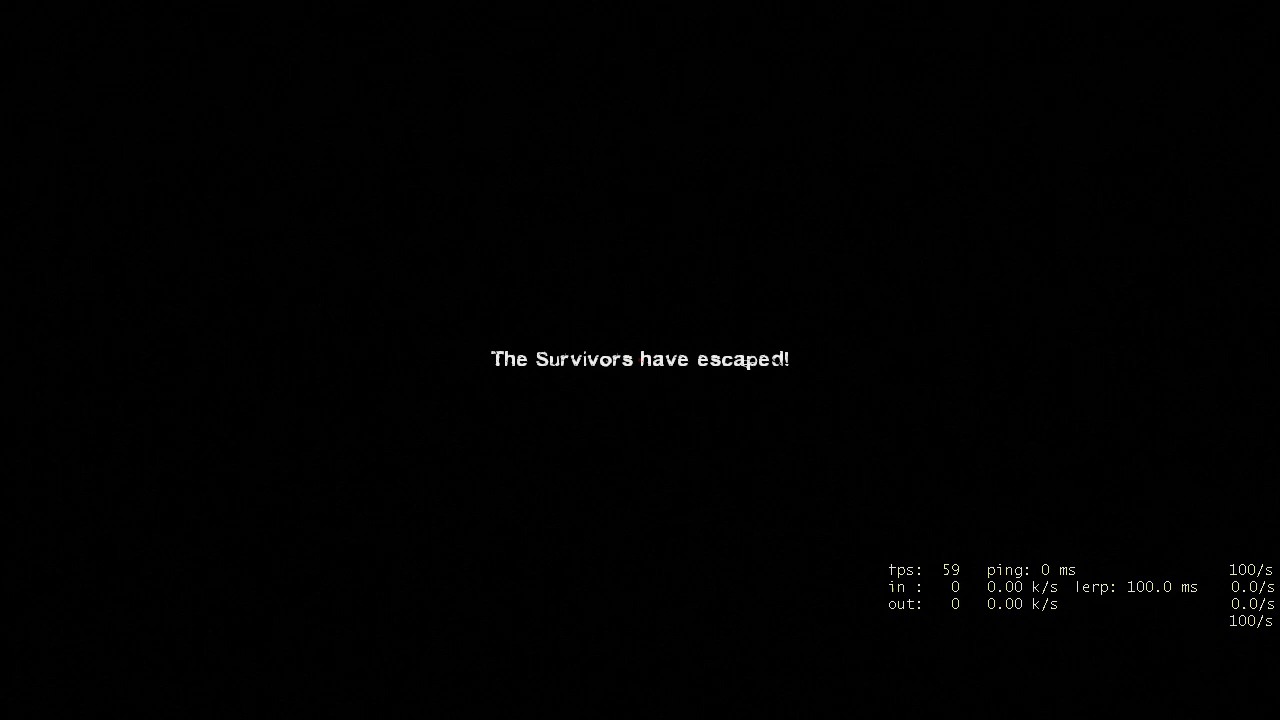 The Survivors have escaped!
fps: 59 ping: 0 ms 100/s
in : 0 0.00 k/s lerp: 100.0 ms 0.0/s
out: 0 0.00 k/s 0.0/s
100/s